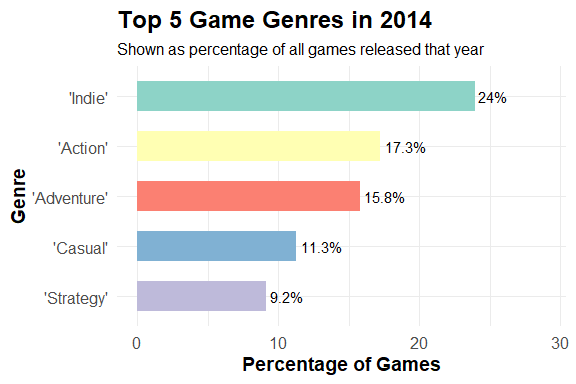 Top 5 Game Genres in 2014
Shown as percentage of all games released that year
Genre
'Indie' 24%
'Action' 17.3%
'Adventure' 15.8%
'Casual' 11.3%
'Strategy' 9.2%
0 10 20 30
Percentage of Games